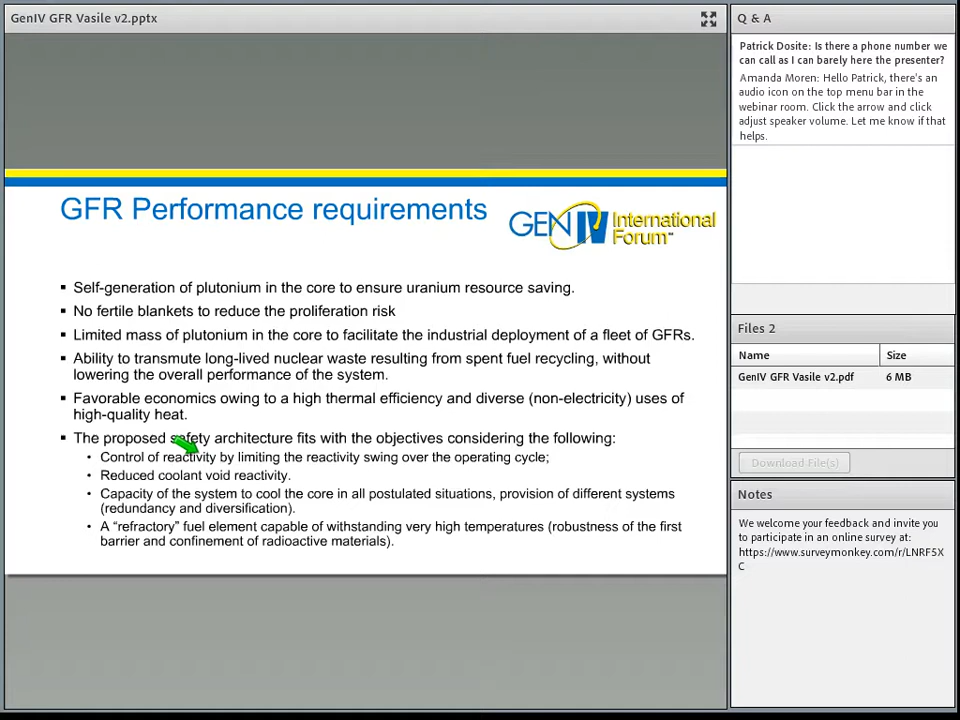 GenIV GFR Vasile v2.pptx
GFR Performance requirements
GEN IV International
Forum™
▪ Self-generation of plutonium in the core to ensure uranium resource saving.
▪ No fertile blankets to reduce the proliferation risk
▪ Limited mass of plutonium in the core to facilitate the industrial deployment of a fleet of GFRs.
▪ Ability to transmute long-lived nuclear waste resulting from spent fuel recycling, without
lowering the overall performance of the system.
▪ Favorable economics owing to a high thermal efficiency and diverse (non-electricity) uses of
high-quality heat.
▪ The proposed safety architecture fits with the objectives considering the following:
• Control of reactivity by limiting the reactivity swing over the operating cycle;
• Reduced coolant void reactivity.
• Capacity of the system to cool the core in all postulated situations, provision of different systems
(redundancy and diversification).
• A “refractory” fuel element capable of withstanding very high temperatures (robustness of the first
barrier and confinement of radioactive materials).
Q & A
Patrick Dosite: Is there a phone number we
can call as I can barely here the presenter?
Amanda Moren: Hello Patrick, there's an
audio icon on the top menu bar in the
webinar room. Click the arrow and click
adjust speaker volume. Let me know if that
helps.
Files 2
Name Size
GenIV GFR Vasile v2.pdf 6 MB
Download File(s)
Notes
We welcome your feedback and invite you
to participate in an online survey at:
https://www.surveymonkey.com/r/LNRF5X
C